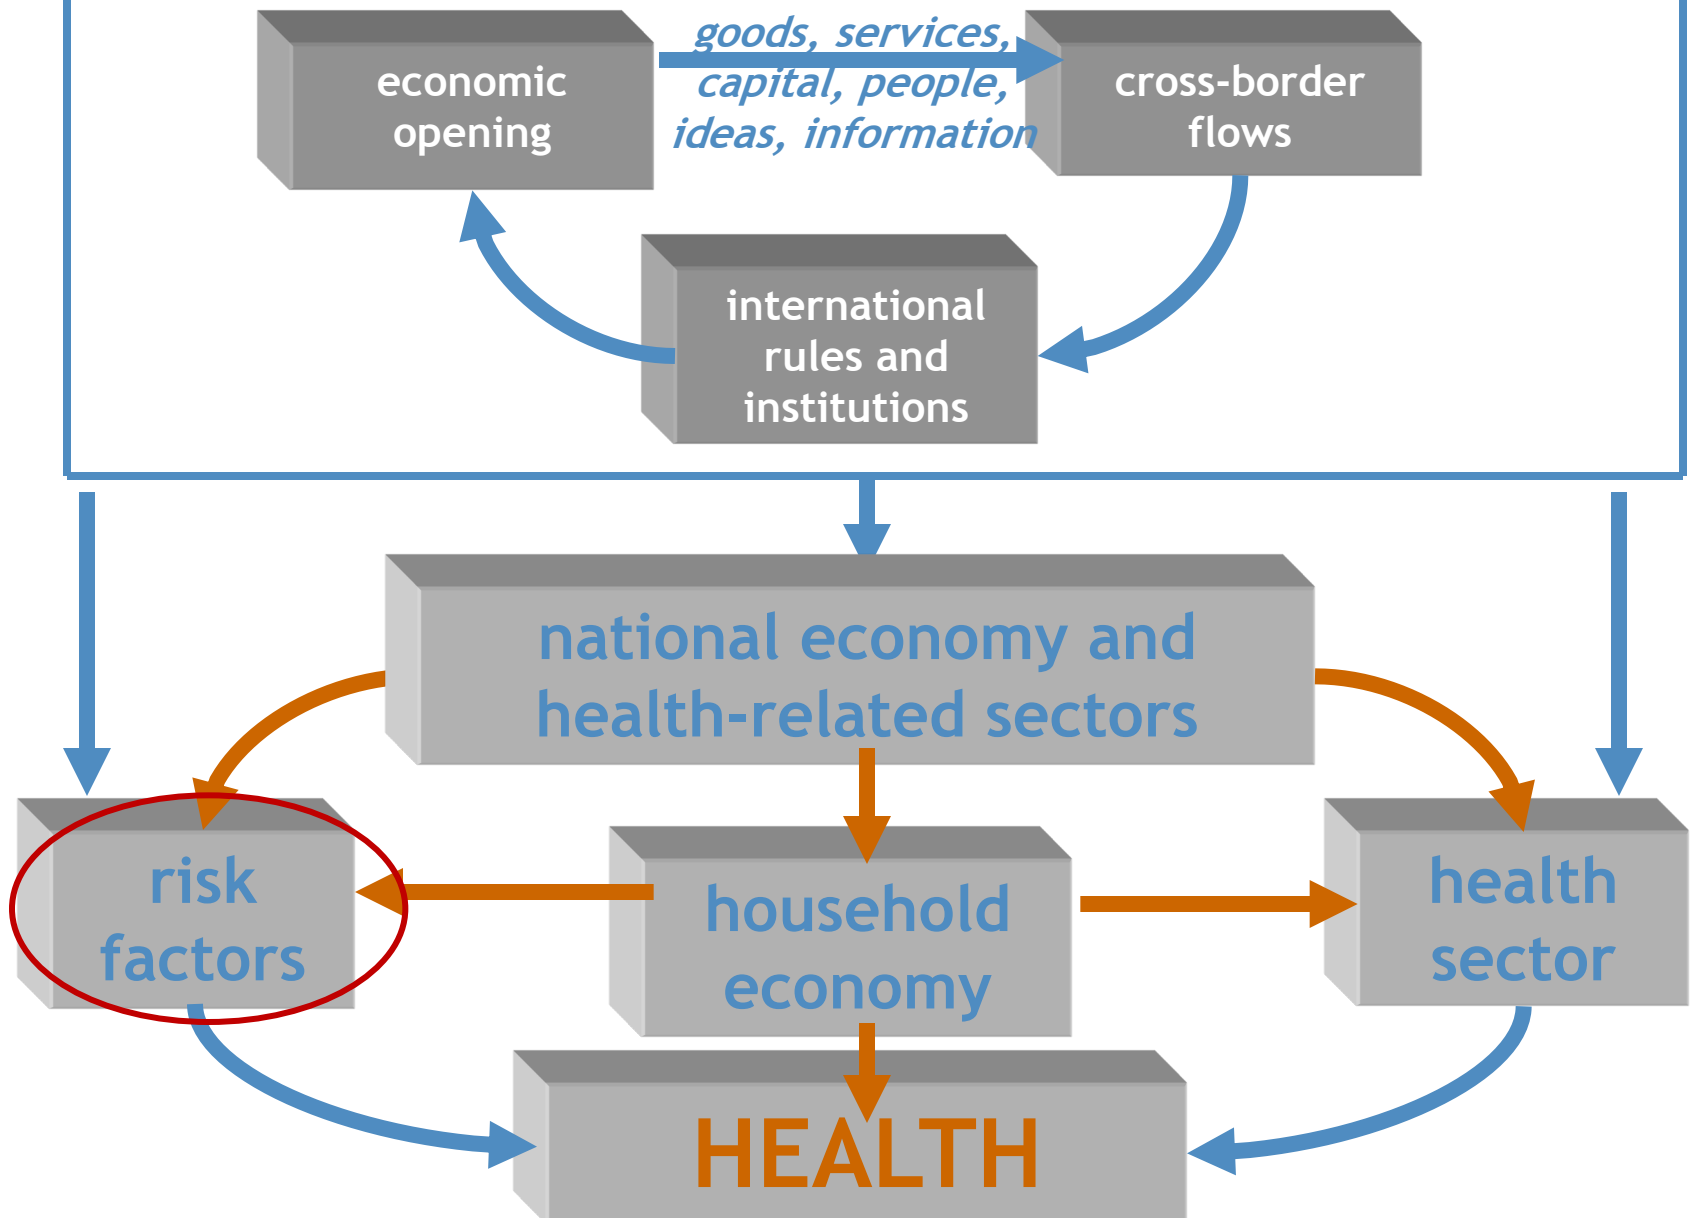 economic
opening
goods, services,
capital, people,
ideas, information
cross-border
flows
international
rules and
institutions
national economy and
health-related sectors
risk
factors
household
economy
health
sector
HEALTH